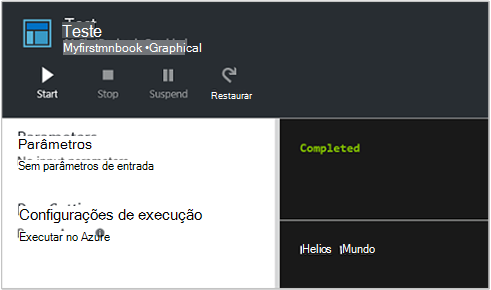 Teste
Myfirstmnbook •Graphical
Start
Stop
Suspend
Restaurar
Parâmetros
Sem parâmetros de entrada
Configurações de execução
Executar no Azure
Completed
Helios Mundo